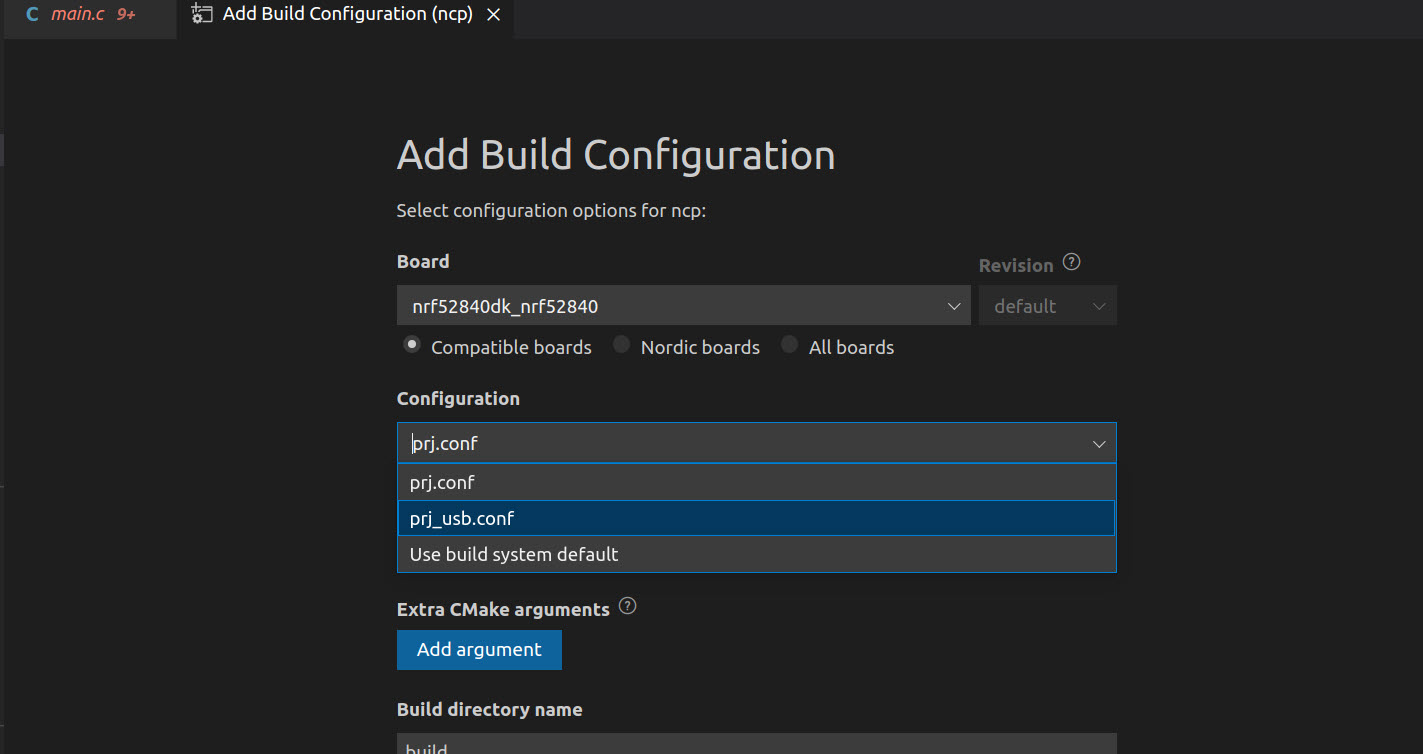 C main.c 9+ Add Build Configuration (ncp)
Add Build Configuration
Select configuration options for ncp:
Board Revision ?
nrf52840dk_nrf52840 default
Compatible boards Nordic boards All boards
Configuration
prj.conf
prj.conf
prj_usb.conf
Use build system default
Extra CMake arguments ?
Add argument
Build directory name
build